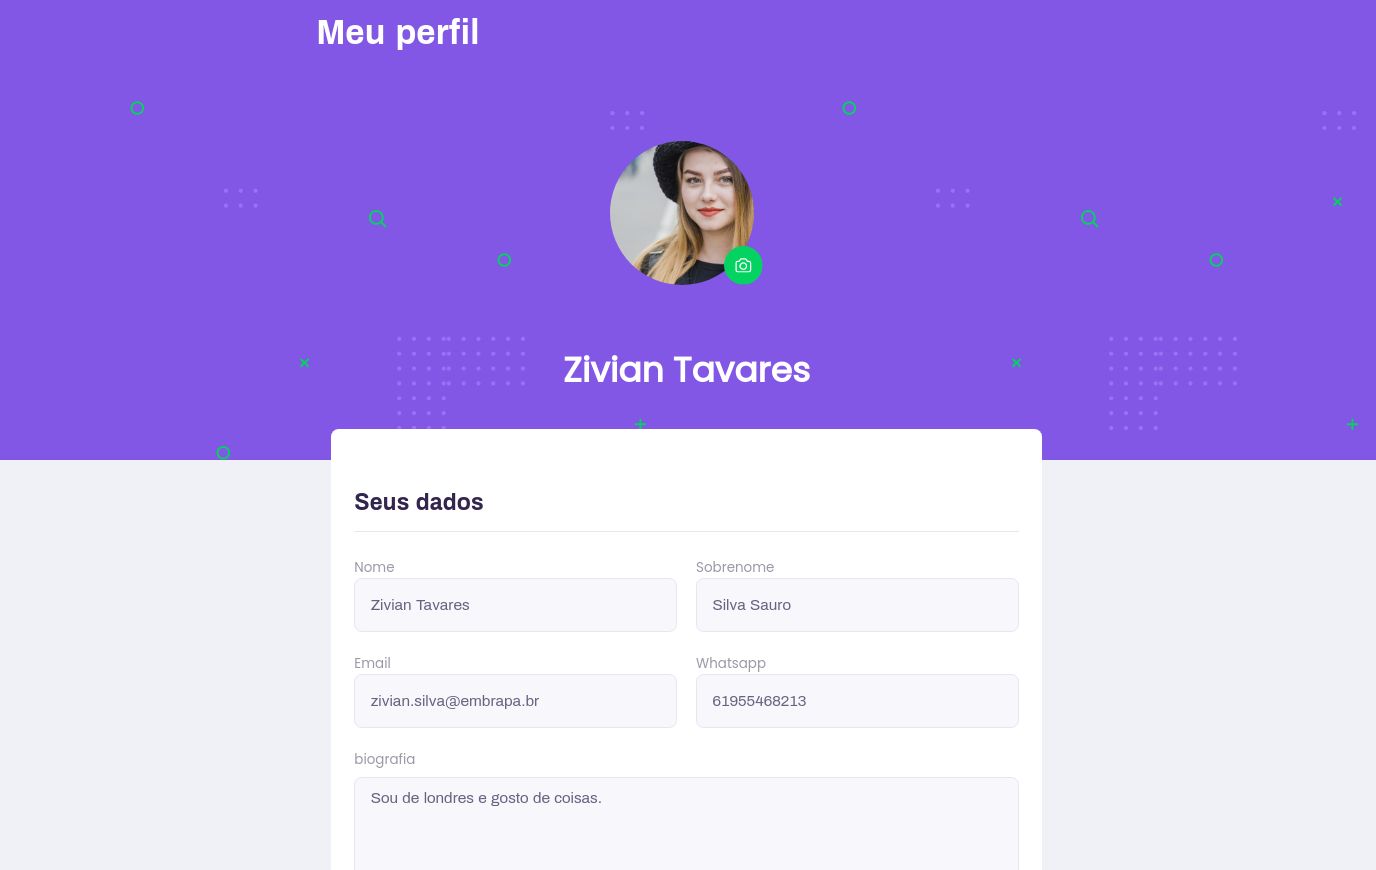 Meu perfil
Zivian Tavares
Seus dados
Nome
Sobrenome
Zivian Tavares
Silva Sauro
Email
Whatsapp
zivian.silva@embrapa.br
61955468213
biografia
Sou de londres e gosto de coisas.